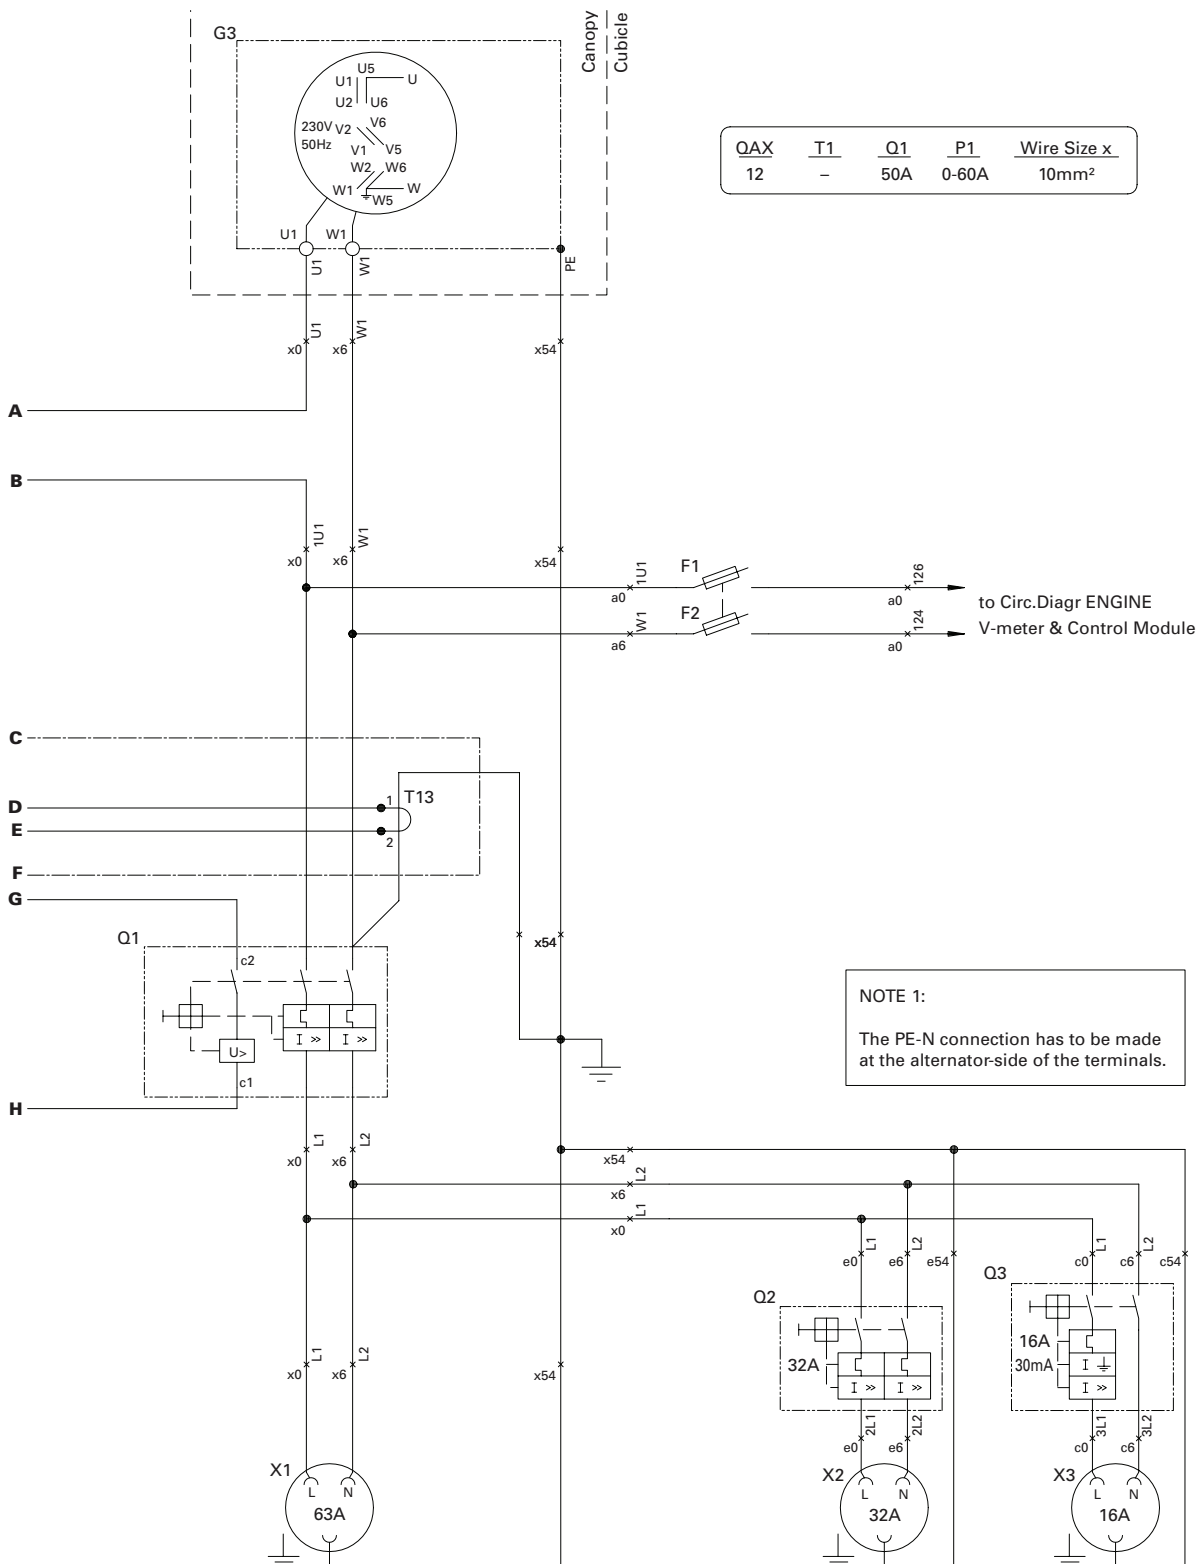 G3
Canopy
Cubicle
U5
U1
U
U2
U6
230V
50Hz
V2
V6
V1
V5
W2
W6
W1
W
W5
U1
W1
U1
W1
PE
QAX T1 Q1 P1 Wire Size x
12 – 50A 0-60A 10mm²
U1
W1
x0
x6
x54
A
B
1U1
W1
x0
x6
x54
1U1
F1
126
a0
a0
W1
F2
124
a6
a0
to Circ.Diagr ENGINE
V-meter & Control Module
C
D
1
T13
E
2
F
G
Q1
c2
x54
I >>
I >>
U>
c1
H
NOTE 1:
The PE-N connection has to be made
at the alternator-side of the terminals.
L1
L2
x0
x6
x54
L2
x6
L1
x0
L1
L2
e0
e6
e54
L1
L2
c0
c6
c54
Q2
Q3
32A
I >>
I >>
16A
30mA
I
I >>
L1
L2
x0
x6
x54
2L1
2L2
e0
e6
3L1
3L2
c0
c6
X1
L
N
63A
X2
L
N
32A
X3
L
N
16A